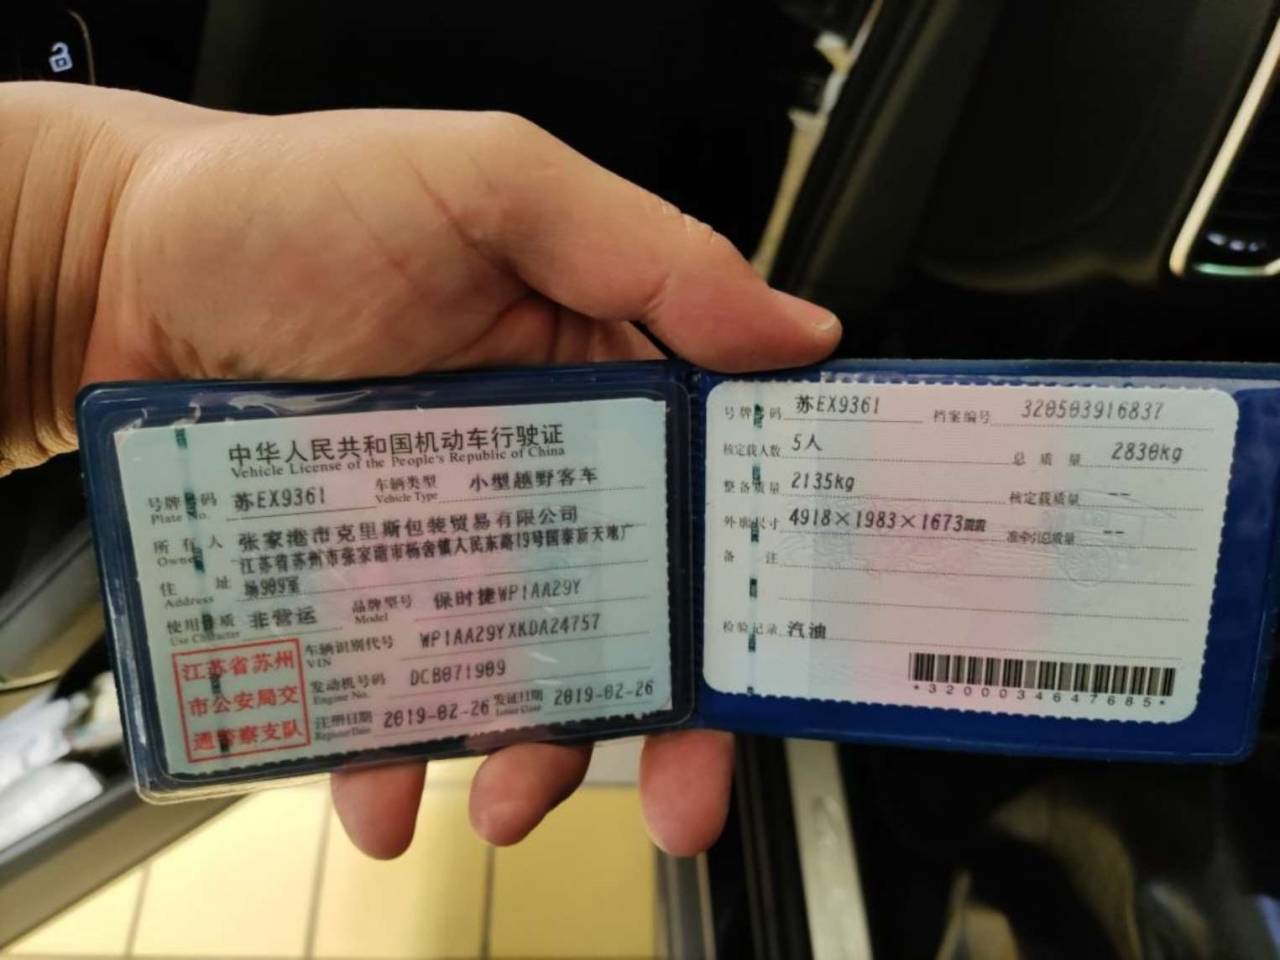 中华人民共和国机动车行驶证
Vehicle License of the People's Republic of China
号牌号码 苏EX9361 车辆类型 小型越野客车
Plate No. Vehicle Type
所有人 张家港市克里斯包装贸易有限公司
Owner
江苏省苏州市张家港市杨舍镇人民东路19号国泰新天地广
住址 场909室
Address
使用性质 非营运 品牌型号 保时捷WP1AA29Y
Use Character Model
车辆识别代号 WP1AA29YXKDA24757
VIN
发动机号码 DCB071909
Engine No.
注册日期 2019-02-26 发证日期 2019-02-26
Register Date Issue Date
江苏省苏州
市公安局交
通警察支队
号牌号码 苏EX9361 档案编号 320503916837
核定载人数 5人 总质量 2830kg
整备质量 2135kg 核定载质量 --
外廓尺寸 4918×1983×1673 准牵引总质量 --
备注
检验记录 汽油
*3200034647685*